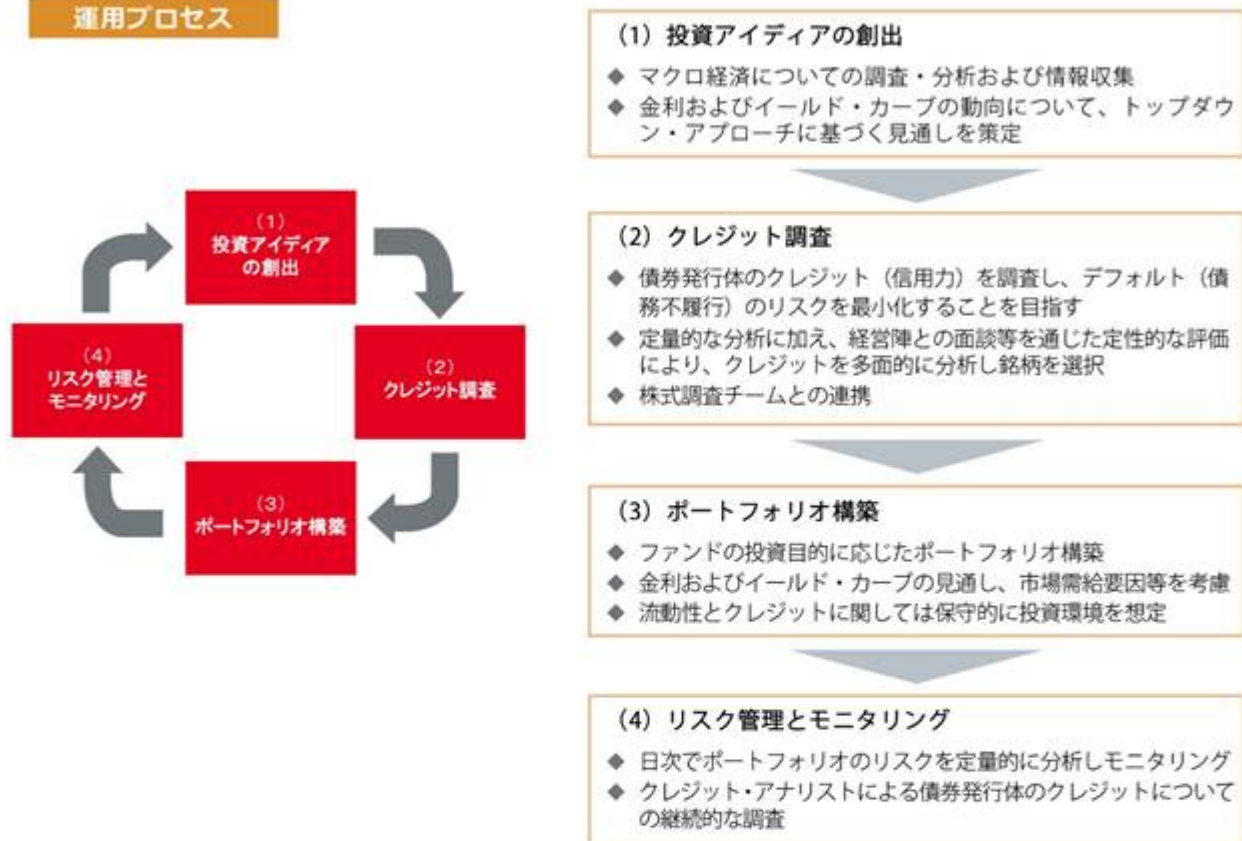 運用プロセス
(1)
投資アイディア
の創出
(2)
クレジット調査
(3)
ポートフォリオ構築
(4)
リスク管理と
モニタリング
(1) 投資アイディアの創出
◆ マクロ経済についての調査・分析および情報収集
◆ 金利およびイールド・カーブの動向について、トップダウ
ン・アプローチに基づく見通しを策定
(2) クレジット調査
◆ 債券発行体のクレジット（信用力）を調査し、デフォルト（債
務不履行）のリスクを最小化することを目指す
◆ 定量的な分析に加え、経営陣との面談等を通じた定性的な評価
により、クレジットを多面的に分析し銘柄を選択
◆ 株式調査チームとの連携
(3) ポートフォリオ構築
◆ ファンドの投資目的に応じたポートフォリオ構築
◆ 金利およびイールド・カーブの見通し、市場需給要因等を考慮
◆ 流動性とクレジットに関しては保守的に投資環境を想定
(4) リスク管理とモニタリング
◆ 日次でポートフォリオのリスクを定量的に分析しモニタリング
◆ クレジット・アナリストによる債券発行体のクレジットについて
の継続的な調査